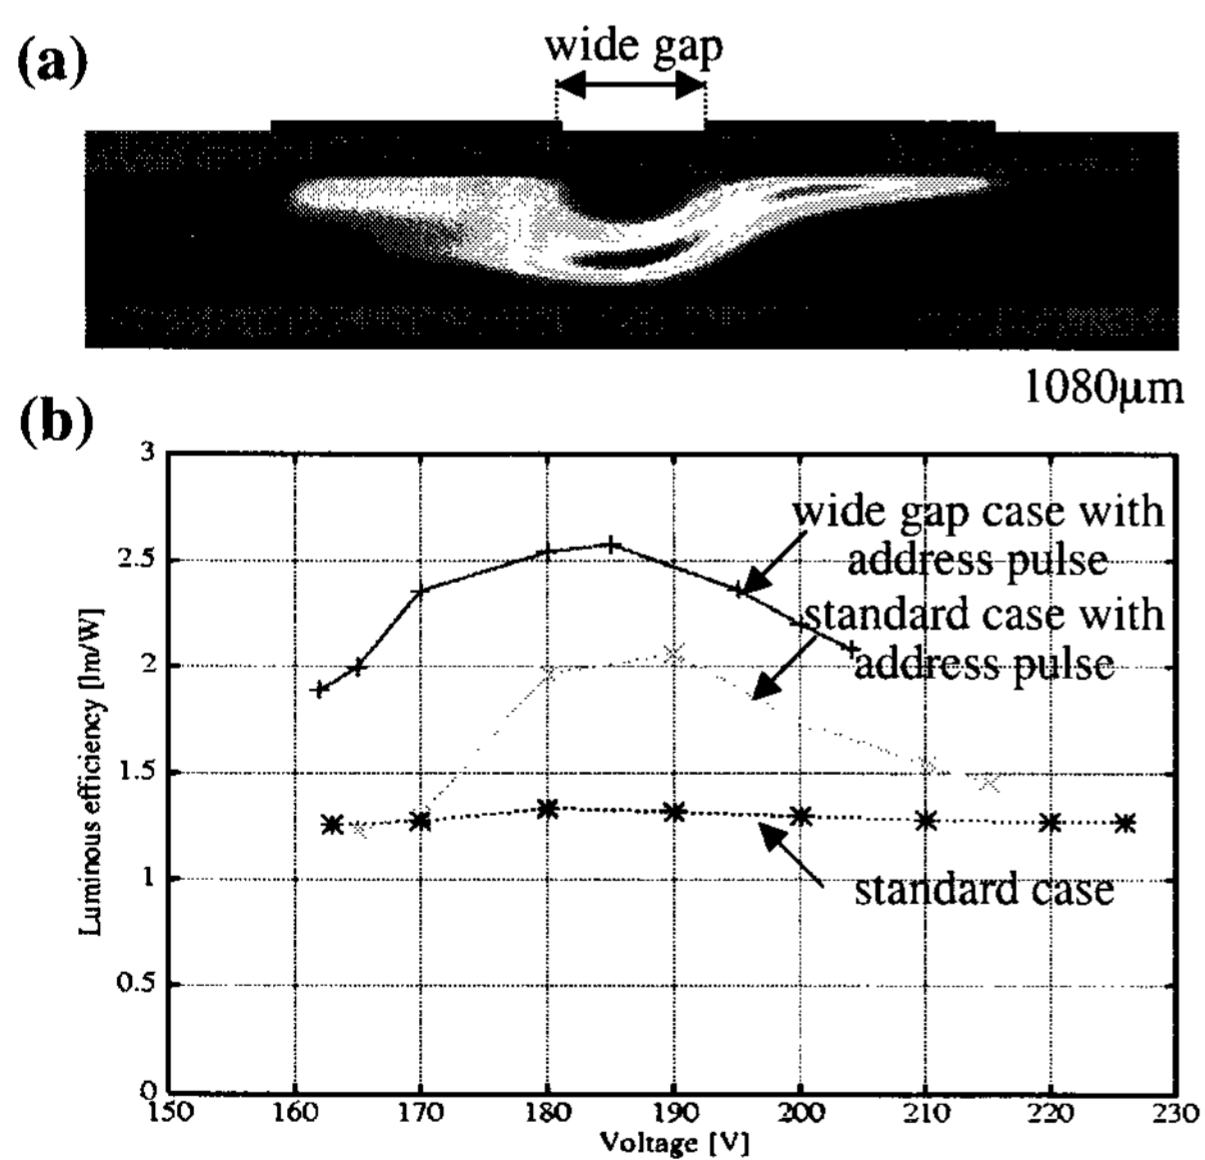 (a)
wide gap
1080μm
(b)
3
2.5
2
1.5
1
0.5
0
Luminous efficiency [lm/W]
wide gap case with
address pulse
standard case with
address pulse
standard case
150 160 170 180 190 200 210 220 230
Voltage [V]